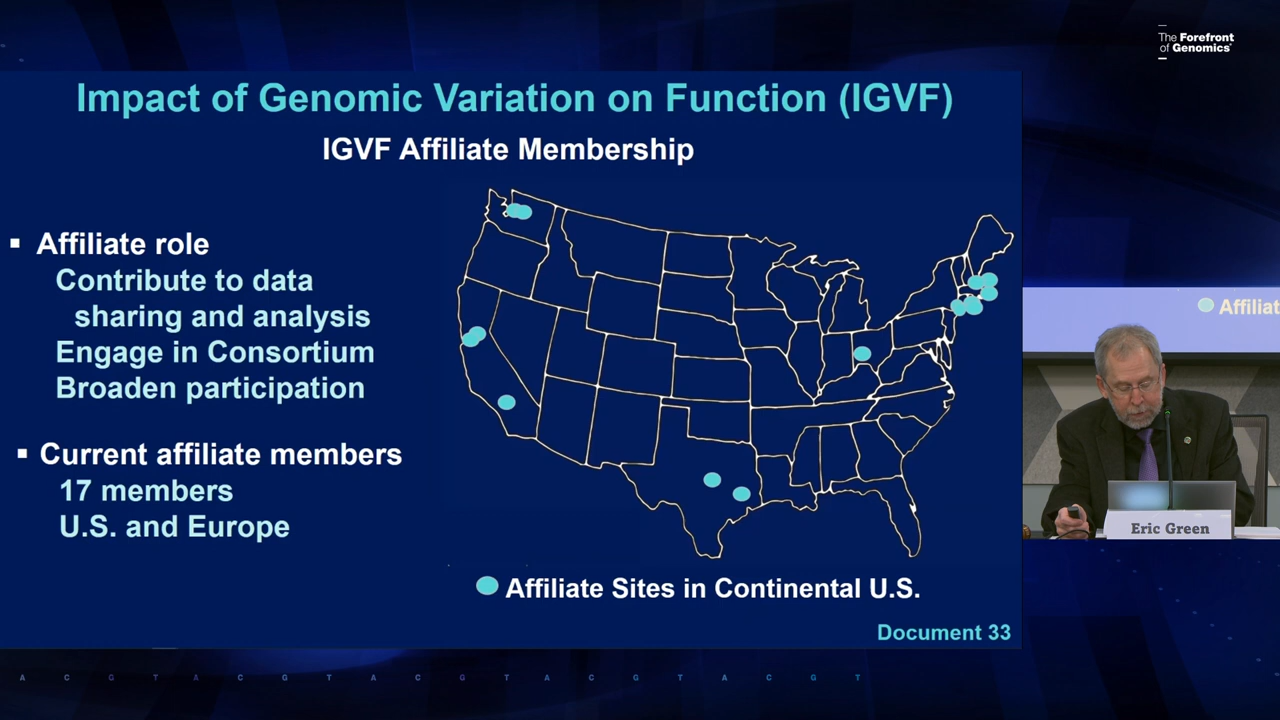 The Forefront
of Genomics®
Impact of Genomic Variation on Function (IGVF)
IGVF Affiliate Membership
▪ Affiliate role
Contribute to data
sharing and analysis
Engage in Consortium
Broaden participation
▪ Current affiliate members
17 members
U.S. and Europe
Affiliate Sites in Continental U.S.
Document 33
Affiliat
Eric Green
A C G T A C G T A C G T A C G T A C G T